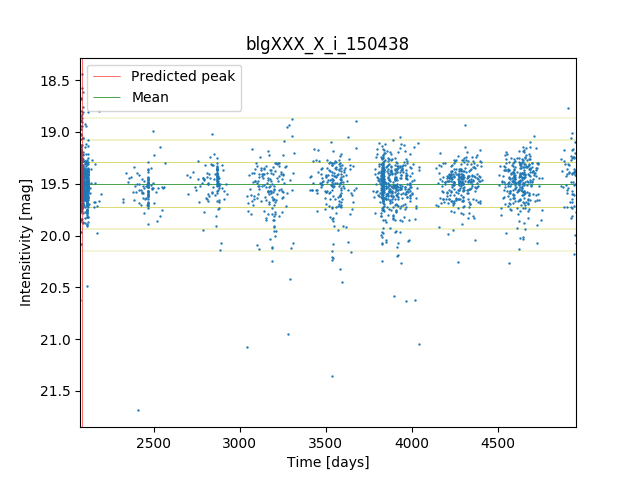 blgXXX_X_i_150438
Predicted peak
Mean
18.5
19.0
19.5
20.0
20.5
21.0
21.5
Intensitivity [mag]
2500 3000 3500 4000 4500
Time [days]